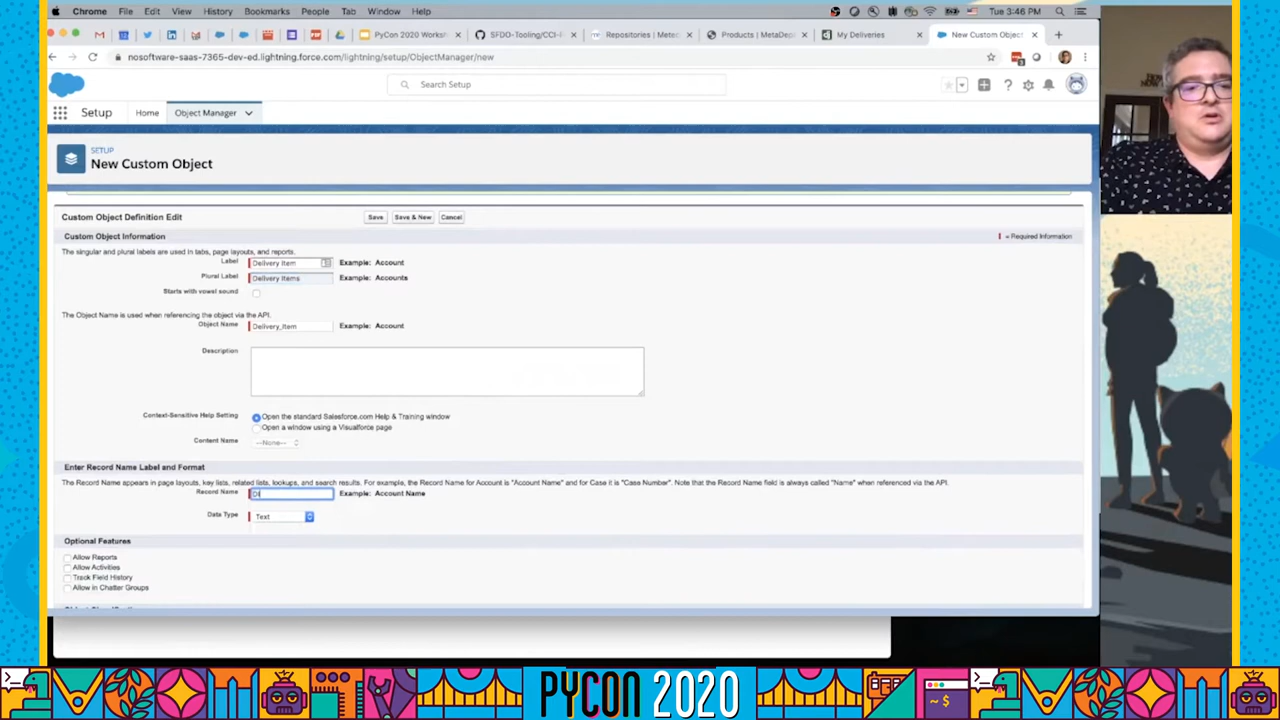 Chrome File Edit View History Bookmarks People Tab Window Help Tue 3:46 PM
PyCon 2020 Worksh SFDO-Tooling/CCI-F Repositories | Metec Products | MetaDeplo My Deliveries New Custom Object
nosoftware-saas-7365-dev-ed.lightning.force.com/lightning/setup/ObjectManager/new
Search Setup
Setup Home Object Manager
SETUP
New Custom Object
Custom Object Definition Edit Save Save & New Cancel
Custom Object Information = Required Information
The singular and plural labels are used in tabs, page layouts, and reports.
Label Delivery Item Example: Account
Plural Label Delivery Items Example: Accounts
Starts with vowel sound
The Object Name is used when referencing the object via the API.
Object Name Delivery_Item Example: Account
Description
Context-Sensitive Help Setting Open the standard Salesforce.com Help & Training window
Open a window using a Visualforce page
Content Name --None--
Enter Record Name Label and Format
The Record Name appears in page layouts, key lists, related lists, lookups, and search results. For example, the Record Name for Account is "Account Name" and for Case it is "Case Number". Note that the Record Name field is always called "Name" when referenced via the API.
Record Name Example: Account Name
Data Type Text
Optional Features
Allow Reports
Allow Activities
Track Field History
Allow in Chatter Groups
PYCON 2020
~ $